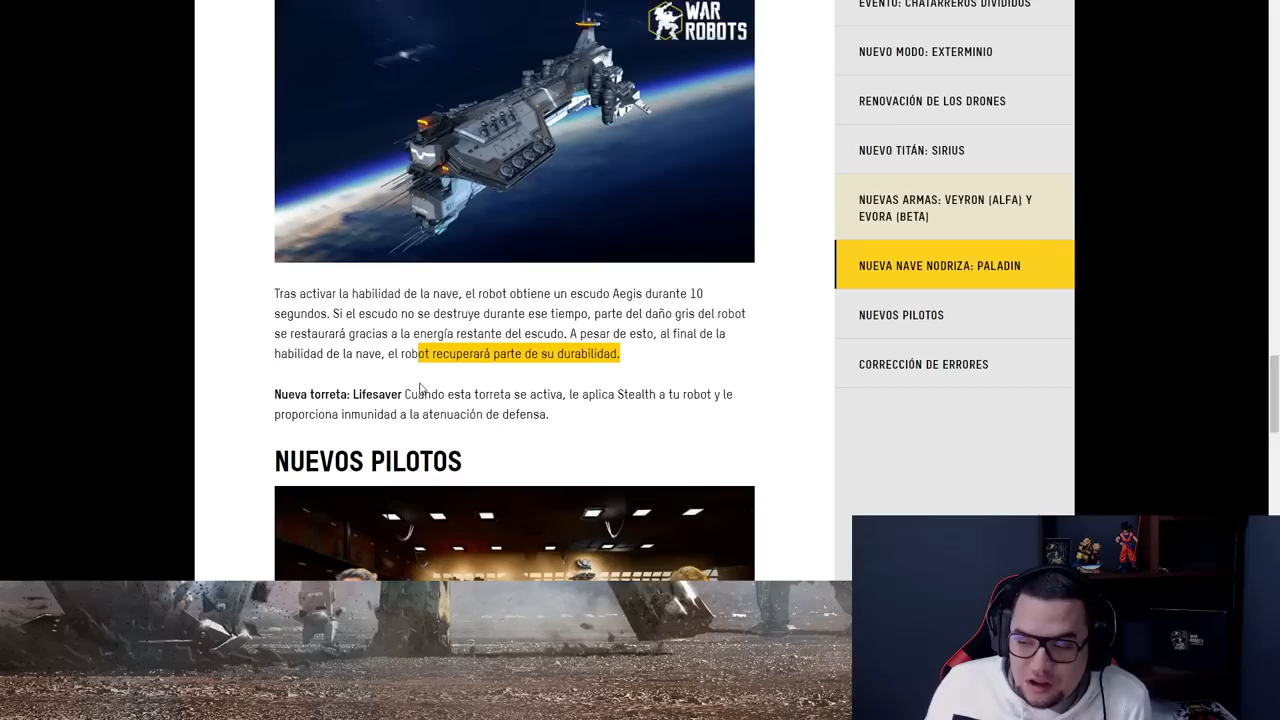 WAR
ROBOTS
Tras activar la habilidad de la nave, el robot obtiene un escudo Aegis durante 10
segundos. Si el escudo no se destruye durante ese tiempo, parte del daño gris del robot
se restaurará gracias a la energía restante del escudo. A pesar de esto, al final de la
habilidad de la nave, el robot recuperará parte de su durabilidad.
Nueva torreta: Lifesaver Cuando esta torreta se activa, le aplica Stealth a tu robot y le
proporciona inmunidad a la atenuación de defensa.
NUEVOS PILOTOS
EVENTO: CHATARREROS DIVIDIDOS
NUEVO MODO: EXTERMINIO
RENOVACIÓN DE LOS DRONES
NUEVO TITÁN: SIRIUS
NUEVAS ARMAS: VEYRON (ALFA) Y
EVORA (BETA)
NUEVA NAVE NODRIZA: PALADIN
NUEVOS PILOTOS
CORRECCIÓN DE ERRORES
WAR
ROBOTS